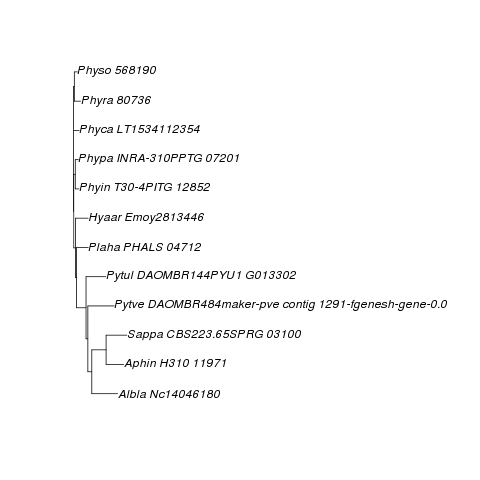 Physo 568190
Phyra 80736
Phyca LT1534112354
Phypa INRA-310PPTG 07201
Phyin T30-4PITG 12852
Hyaar Emoy2813446
Plaha PHALS 04712
Pytul DAOMBR144PYU1 G013302
Pytve DAOMBR484maker-pve contig 1291-fgenesh-gene-0.0
Sappa CBS223.65SPRG 03100
Aphin H310 11971
Albla Nc14046180